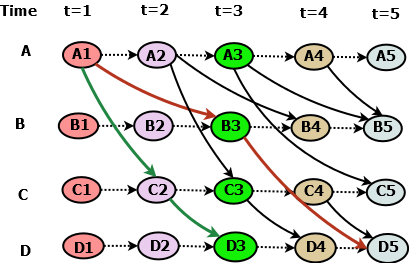 Time t=1 t=2 t=3 t=4 t=5
A A1 A2 A3 A4 A5
B B1 B2 B3 B4 B5
C C1 C2 C3 C4 C5
D D1 D2 D3 D4 D5